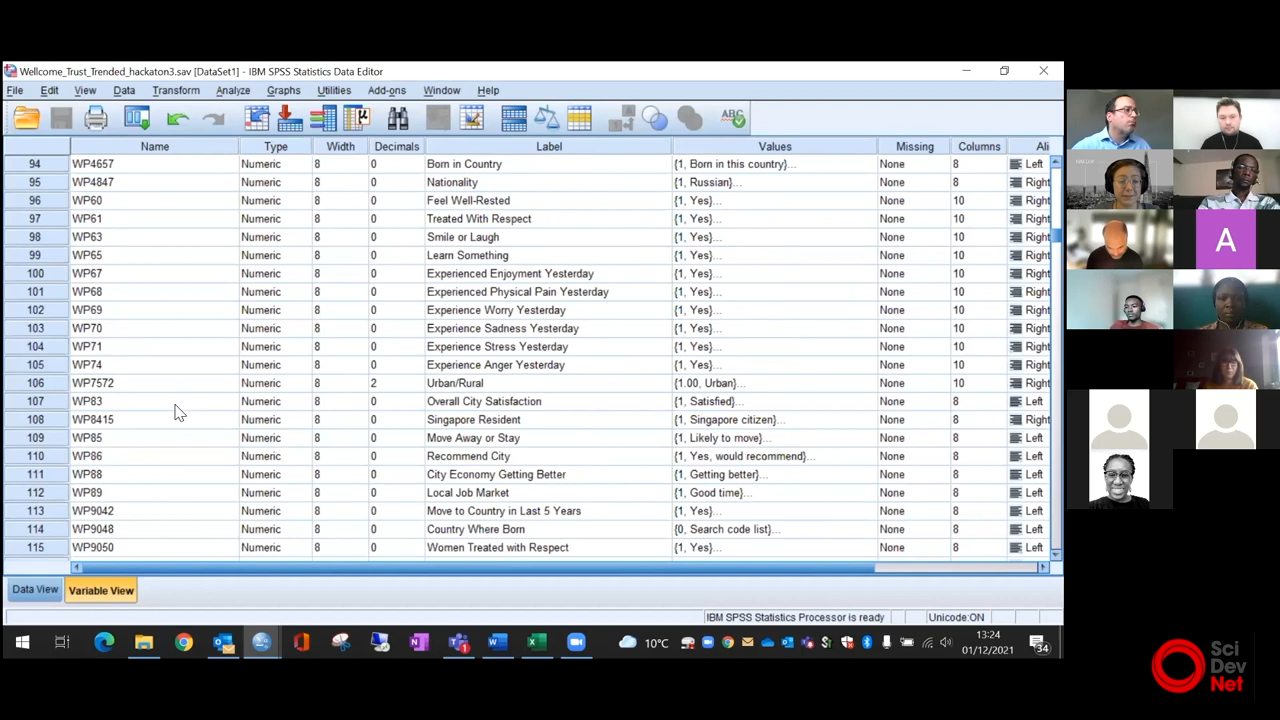 Wellcome_Trust_Trended_hackaton3.sav [DataSet1] - IBM SPSS Statistics Data Editor
File Edit View Data Transform Analyze Graphs Utilities Add-ons Window Help
Name Type Width Decimals Label Values Missing Columns Ali
94 WP4657 Numeric 8 0 Born in Country {1, Born in this country}... None 8 Left
95 WP4847 Numeric 8 0 Nationality {1, Russian}... None 8 Right
96 WP60 Numeric 8 0 Feel Well-Rested {1, Yes}... None 10 Right
97 WP61 Numeric 8 0 Treated With Respect {1, Yes}... None 10 Right
98 WP63 Numeric 8 0 Smile or Laugh {1, Yes}... None 10 Right
99 WP65 Numeric 8 0 Learn Something {1, Yes}... None 10 Right
100 WP67 Numeric 8 0 Experienced Enjoyment Yesterday {1, Yes}... None 10 Right
101 WP68 Numeric 8 0 Experienced Physical Pain Yesterday {1, Yes}... None 10 Right
102 WP69 Numeric 8 0 Experience Worry Yesterday {1, Yes}... None 10 Right
103 WP70 Numeric 8 0 Experience Sadness Yesterday {1, Yes}... None 10 Right
104 WP71 Numeric 8 0 Experience Stress Yesterday {1, Yes}... None 10 Right
105 WP74 Numeric 8 0 Experience Anger Yesterday {1, Yes}... None 10 Right
106 WP7572 Numeric 8 2 Urban/Rural {1.00, Urban}... None 10 Right
107 WP83 Numeric 8 0 Overall City Satisfaction {1, Satisfied}... None 8 Left
108 WP8415 Numeric 8 0 Singapore Resident {1, Singapore citizen}... None 8 Right
109 WP85 Numeric 8 0 Move Away or Stay {1, Likely to move}... None 8 Left
110 WP86 Numeric 8 0 Recommend City {1, Yes, would recommend}... None 8 Left
111 WP88 Numeric 8 0 City Economy Getting Better {1, Getting better}... None 8 Left
112 WP89 Numeric 8 0 Local Job Market {1, Good time}... None 8 Left
113 WP9042 Numeric 8 0 Move to Country in Last 5 Years {1, Yes}... None 8 Left
114 WP9048 Numeric 8 0 Country Where Born {0, Search code list}... None 8 Left
115 WP9050 Numeric 8 0 Women Treated with Respect {1, Yes}... None 8 Left
Data View Variable View
IBM SPSS Statistics Processor is ready Unicode:ON
10°C
13:24
01/12/2021
34
A
Sci
Dev
Net